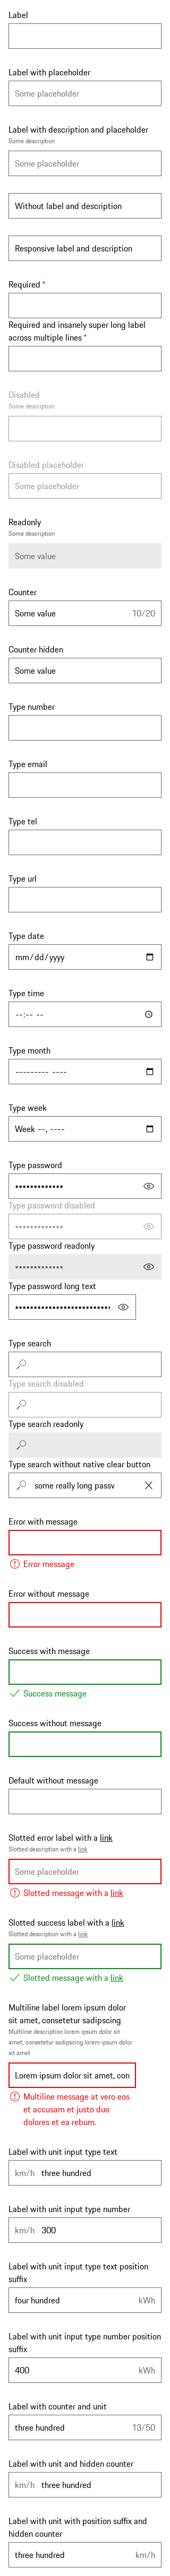 Label
Label with placeholder
Some placeholder
Label with description and placeholder
Some description
Some placeholder
Without label and description
Responsive label and description
Required *
Required and insanely super long label
across multiple lines *
Disabled
Some description
Disabled placeholder
Some placeholder
Readonly
Some description
Some value
Counter
Some value 10/20
Counter hidden
Some value
Type number
Type email
Type tel
Type url
Type date
mm/dd/yyyy
Type time
--:-- --
Type month
--------- ----
Type week
Week --, ----
Type password
•••••••••••••
Type password disabled
•••••••••••••
Type password readonly
•••••••••••••
Type password long text
••••••••••••••••••••••••••
Type search
Type search disabled
Type search readonly
Type search without native clear button
some really long passv
Error with message
Error message
Error without message
Success with message
Success message
Success without message
Default without message
Slotted error label with a link
Slotted description with a link
Some placeholder
Slotted message with a link
Slotted success label with a link
Slotted description with a link
Some placeholder
Slotted message with a link
Multiline label lorem ipsum dolor
sit amet, consetetur sadipscing
Multiline description lorem ipsum dolor sit
amet, consetetur sadipscing lorem ipsum dolor
sit amet
Lorem ipsum dolor sit amet, con
Multiline message at vero eos
et accusam et justo duo
dolores et ea rebum.
Label with unit input type text
km/h three hundred
Label with unit input type number
km/h 300
Label with unit input type text position
suffix
four hundred kWh
Label with unit input type number position
suffix
400 kWh
Label with counter and unit
three hundred 13/50
Label with unit and hidden counter
km/h three hundred
Label with unit with position suffix and
hidden counter
three hundred km/h